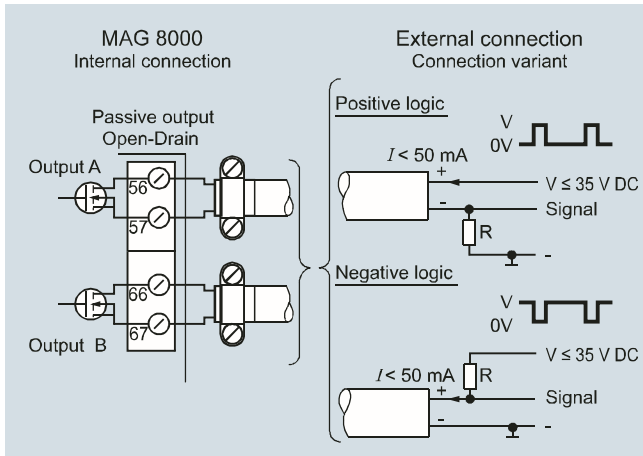 MAG 8000
Internal connection
External connection
Connection variant
Passive output
Open-Drain
Output A
56
57
66
67
Output B
Positive logic
V
0V
I < 50 mA
+
V ≤ 35 V DC
-
Signal
R
-
Negative logic
V
0V
V ≤ 35 V DC
R
I < 50 mA
+
Signal
-
-